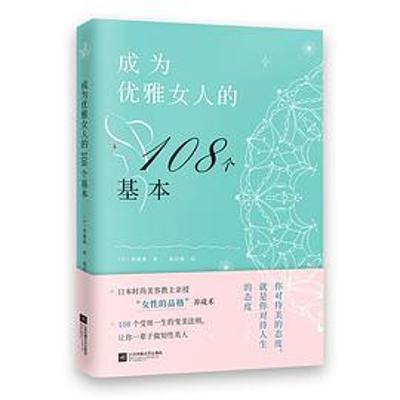 成为
优雅女人的
108个
基本
日本时尚美容教主亲授
“女性的品格”养成术
108个受用一生的变美法则，
让你一辈子做知性美人
你对待美的态度，
就是你对待人生
的态度
成为优雅女人的108个基本